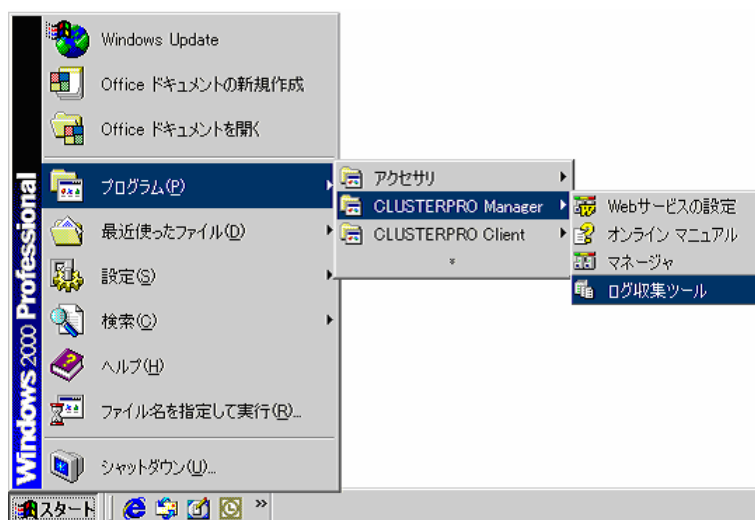 Windows Update
Office ドキュメントの新規作成
Office ドキュメントを開く
プログラム(P)
最近使ったファイル(D)
設定(S)
検索(C)
ヘルプ(H)
ファイル名を指定して実行(R)...
シャットダウン(U)...
Windows 2000 Professional
アクセサリ
CLUSTERPRO Manager
CLUSTERPRO Client
Webサービスの設定
オンライン マニュアル
マネージャ
ログ収集ツール
スタート